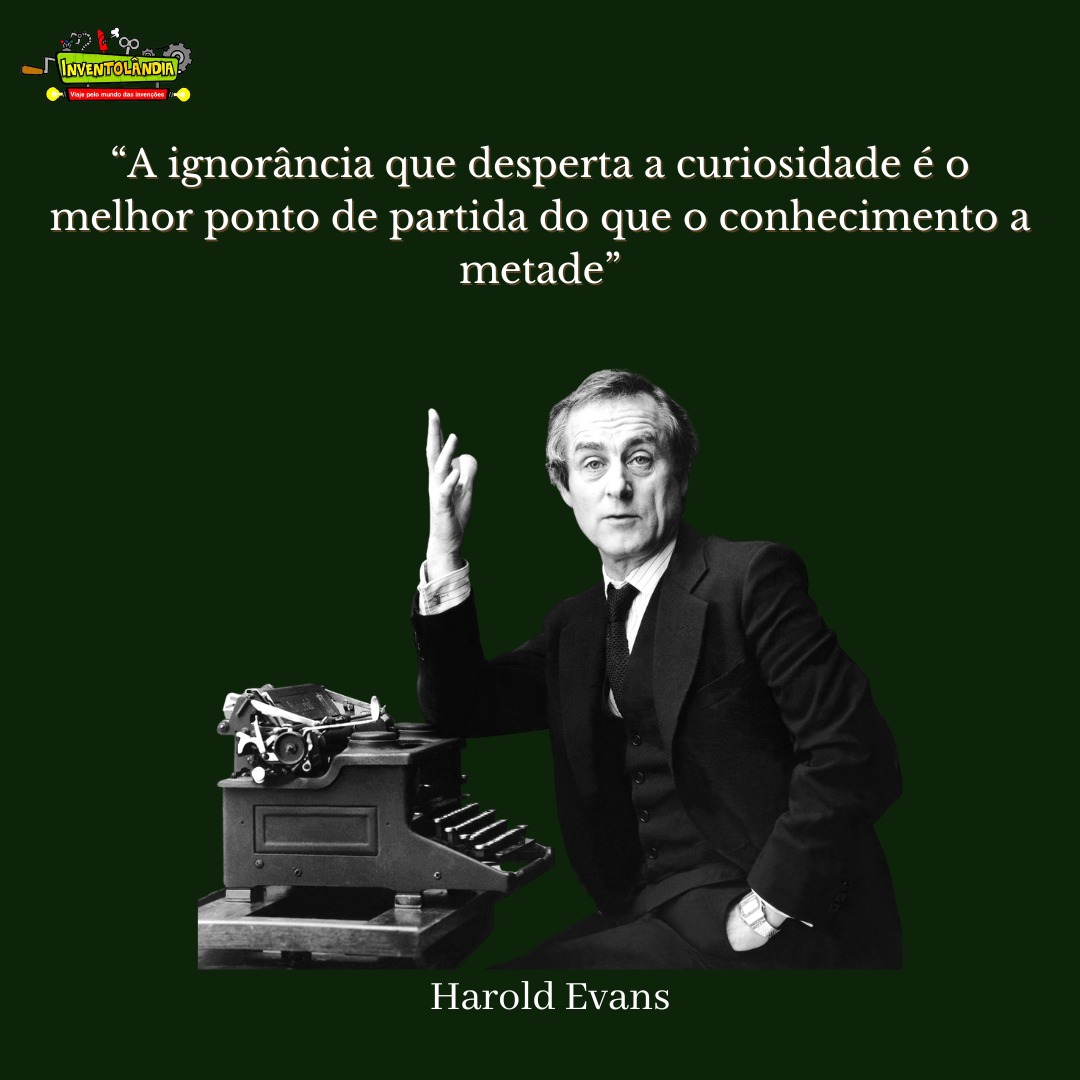 INVENTOLÂNDIA
Viaje pelo mundo das invenções
“A ignorância que desperta a curiosidade é o
melhor ponto de partida do que o conhecimento a
metade”
Harold Evans